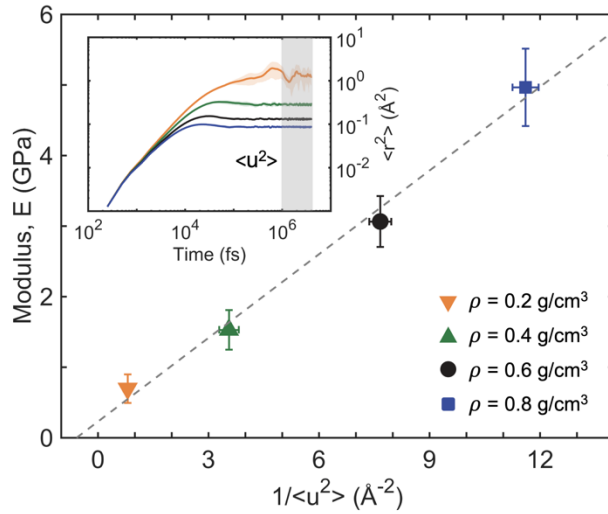 6
4
2
0
Modulus, E (GPa)
0
3
6
9
12
1/<u²> (Å⁻²)
10¹
10⁰
10⁻¹
10⁻²
<r²> (Å²)
<u²>
10²
10⁴
10⁶
Time (fs)
ρ = 0.2 g/cm³
ρ = 0.4 g/cm³
ρ = 0.6 g/cm³
ρ = 0.8 g/cm³